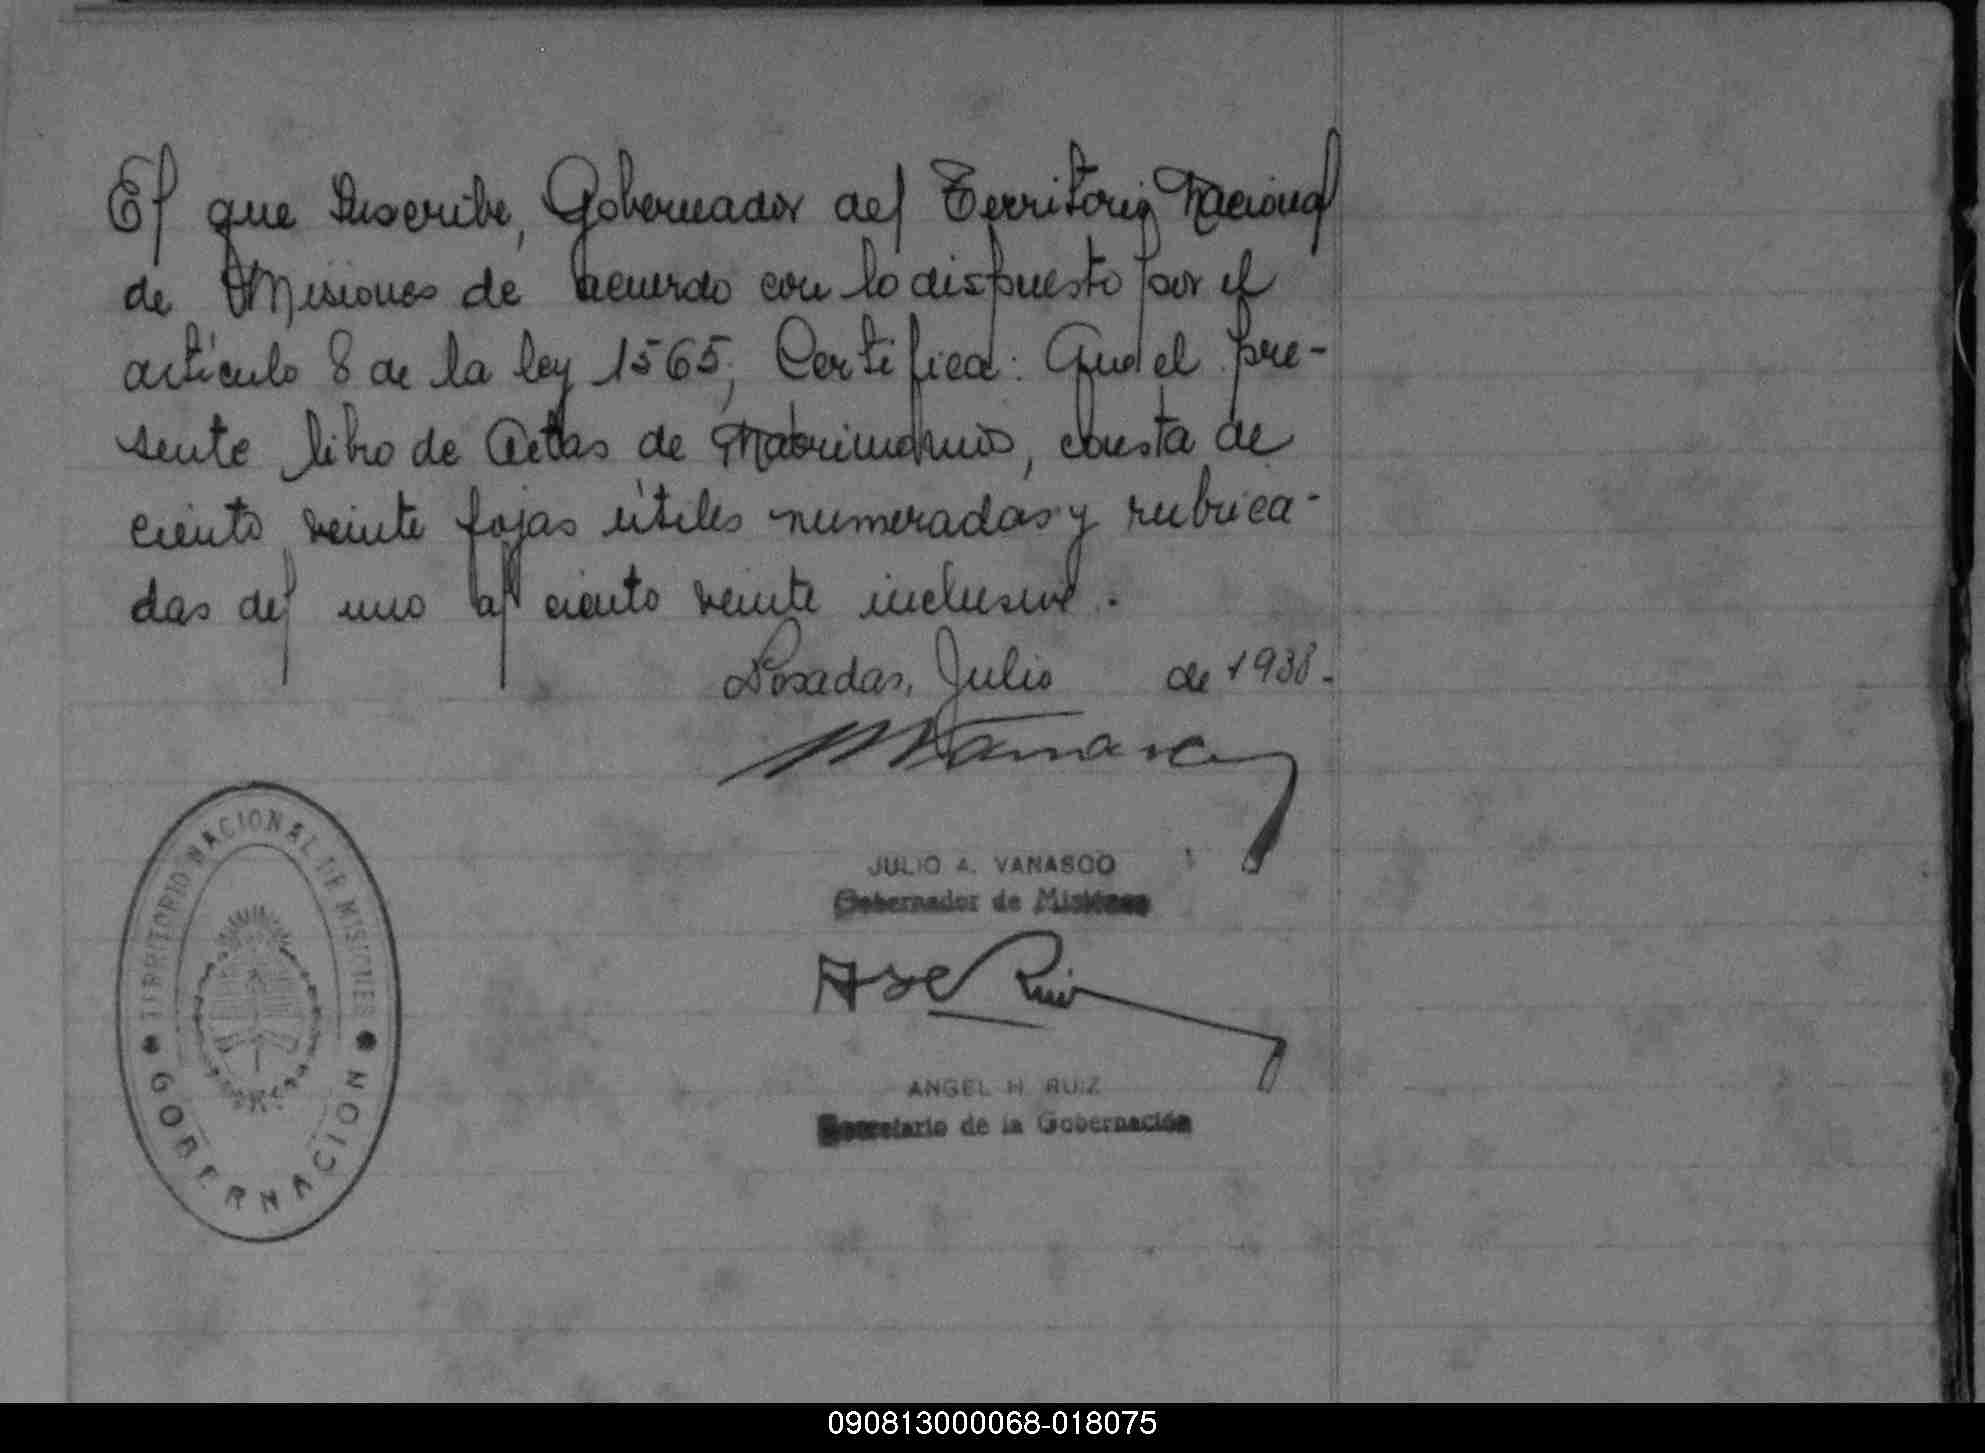 El que suscribe, Gobernador del Territorio Nacional
de Misiones de acuerdo con lo dispuesto por el
artículo 8 de la ley 1565, Certifica: Que el pre-
sente libro de Actas de Matrimonios, consta de
ciento veinte fojas útiles numeradas y rubrica-
das del uno al ciento veinte inclusive.
Posadas, Julio de 1938.-
JULIO A. VANASCO
Gobernador de Misiones
ANGEL H. RUIZ
Secretario de la Gobernación
TERRITORIO NACIONAL DE MISIONES
GOBERNACION
090813000068-018075